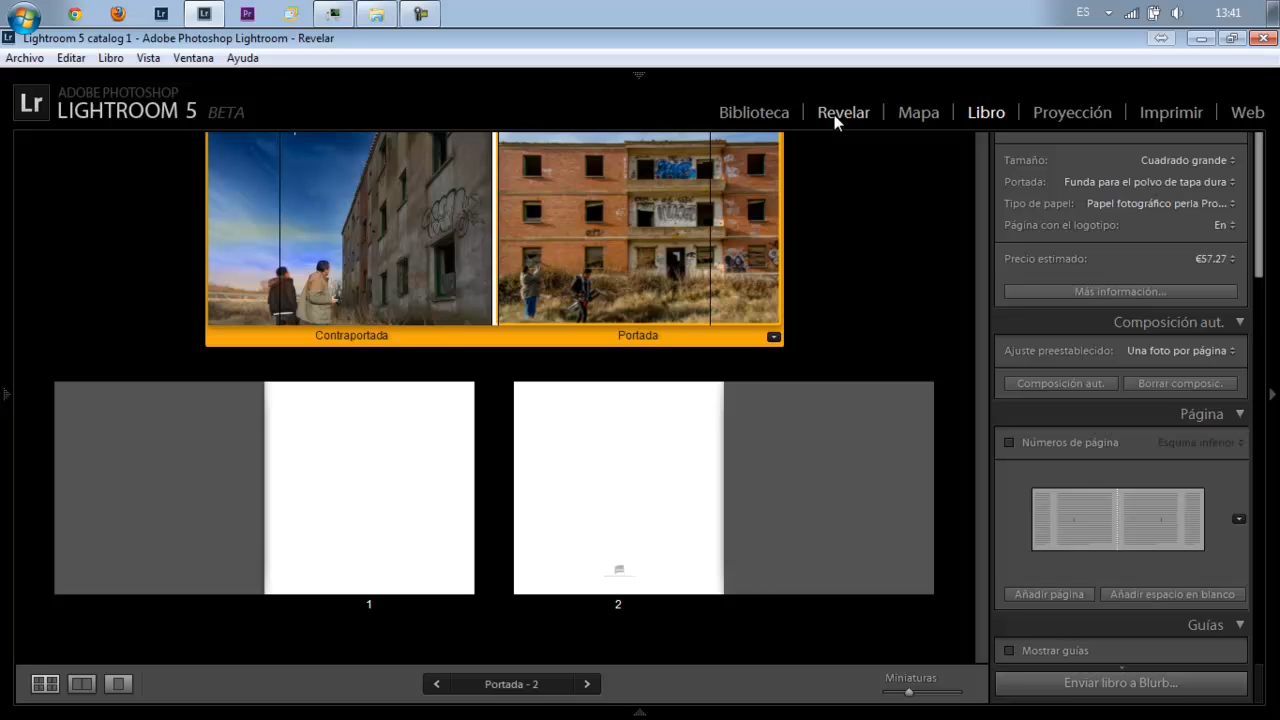 Lr Lr Pr ES 13:41
Lr Lightroom 5 catalog 1 - Adobe Photoshop Lightroom - Revelar
Archivo Editar Libro Vista Ventana Ayuda
Lr ADOBE PHOTOSHOP
LIGHTROOM 5 BETA
Biblioteca | Revelar | Mapa | Libro | Proyección | Imprimir | Web
Tamaño: Cuadrado grande
Portada: Funda para el polvo de tapa dura
Tipo de papel: Papel fotográfico perla Pro...
Página con el logotipo: En
Precio estimado: €57.27
Más información...
Composición aut.
Ajuste preestablecido: Una foto por página
Composición aut. Borrar composic.
Página
Números de página Esquina inferior
Añadir página Añadir espacio en blanco
Guías
Mostrar guías
Enviar libro a Blurb...
Contraportada Portada
1 2
Portada - 2
Miniaturas